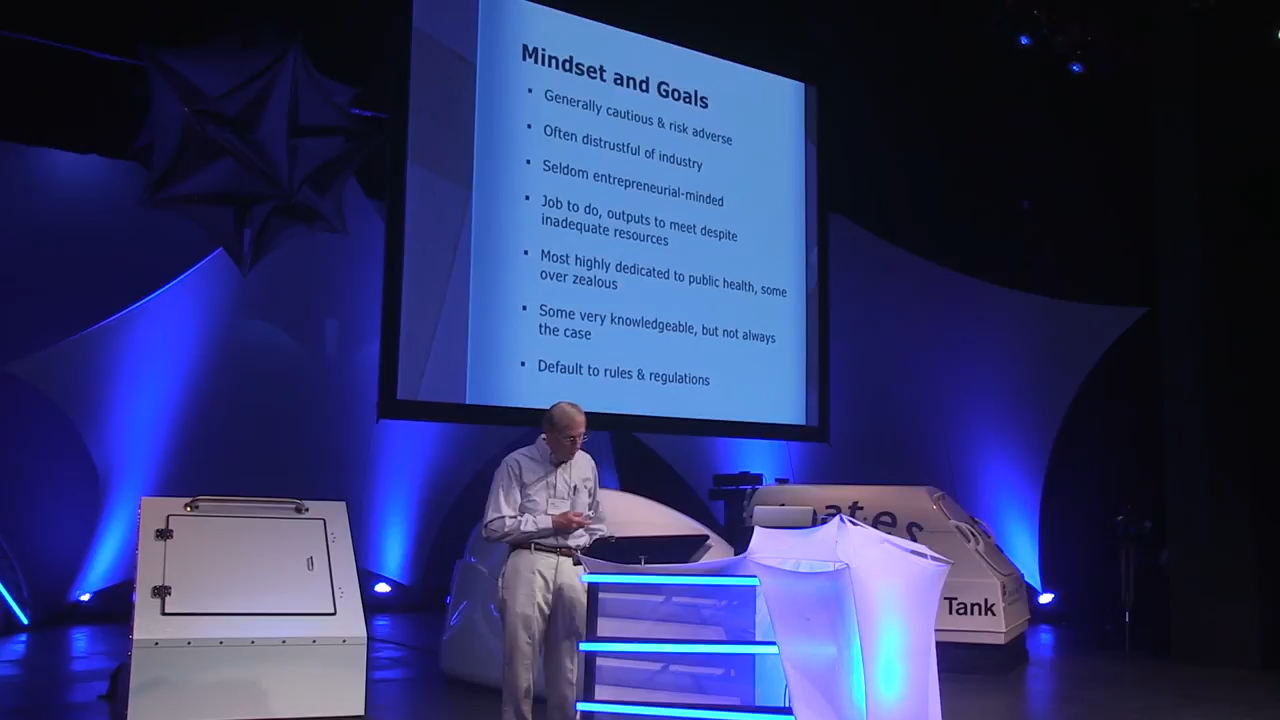 Mindset and Goals
▪ Generally cautious & risk adverse
▪ Often distrustful of industry
▪ Seldom entrepreneurial-minded
▪ Job to do, outputs to meet despite
inadequate resources
▪ Most highly dedicated to public health, some
over zealous
▪ Some very knowledgeable, but not always
the case
▪ Default to rules & regulations
Tank